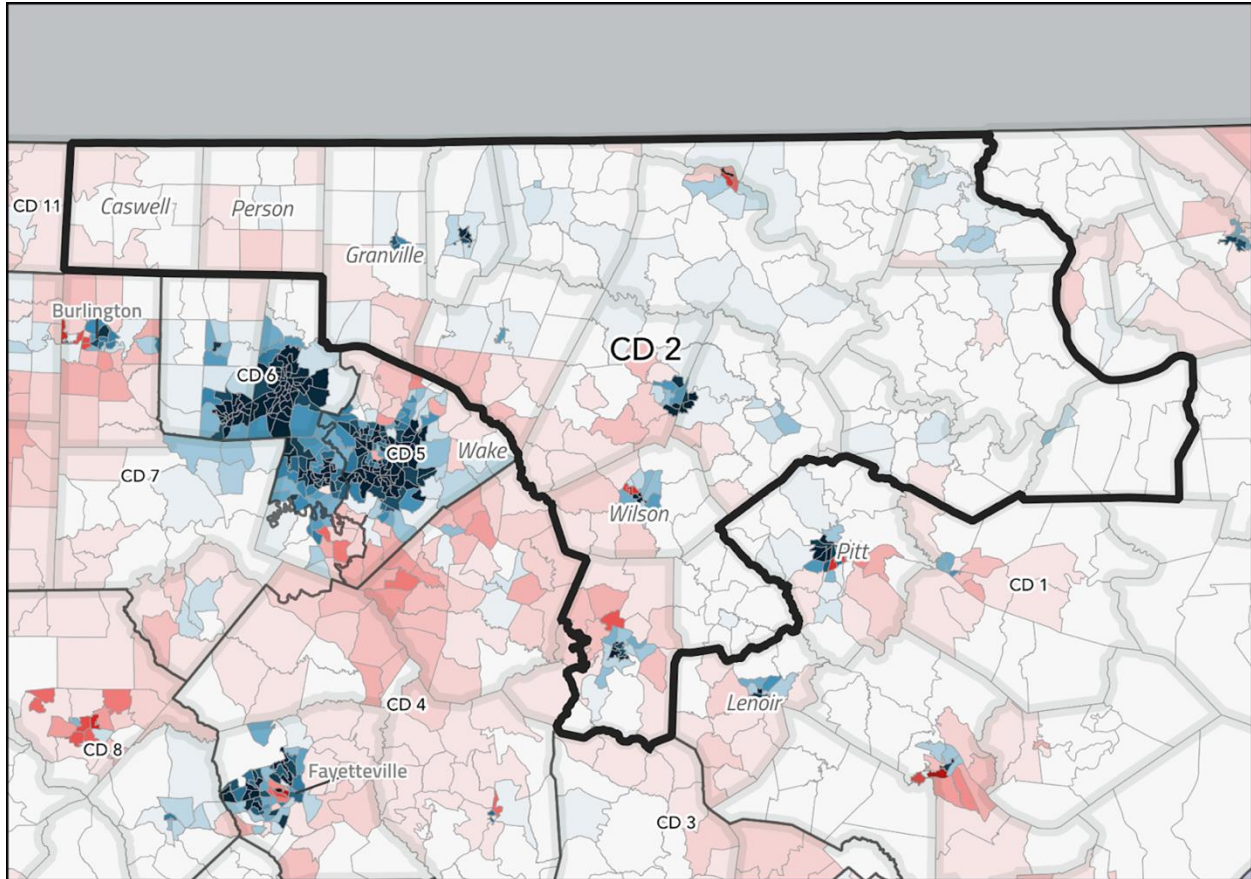 CD 11
Caswell
Person
Granville
Burlington
CD 2
CD 6
CD 5
Wake
CD 7
Wilson
Pitt
CD 1
Lenoir
CD 4
CD 8
Fayetteville
CD 3